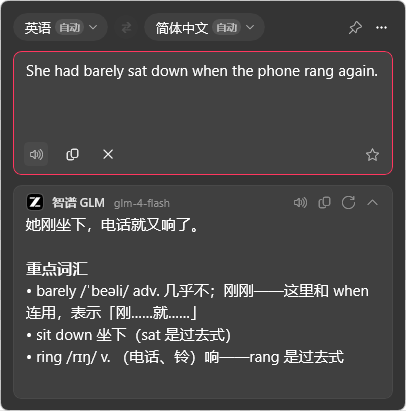 英语 自动 简体中文 自动
She had barely sat down when the phone rang again.
智谱 GLM glm-4-flash
她刚坐下，电话就又响了。
重点词汇
• barely /ˈbeəli/ adv. 几乎不；刚刚——这里和 when
连用，表示「刚……就……」
• sit down 坐下（sat 是过去式）
• ring /rɪŋ/ v. （电话、铃）响——rang 是过去式